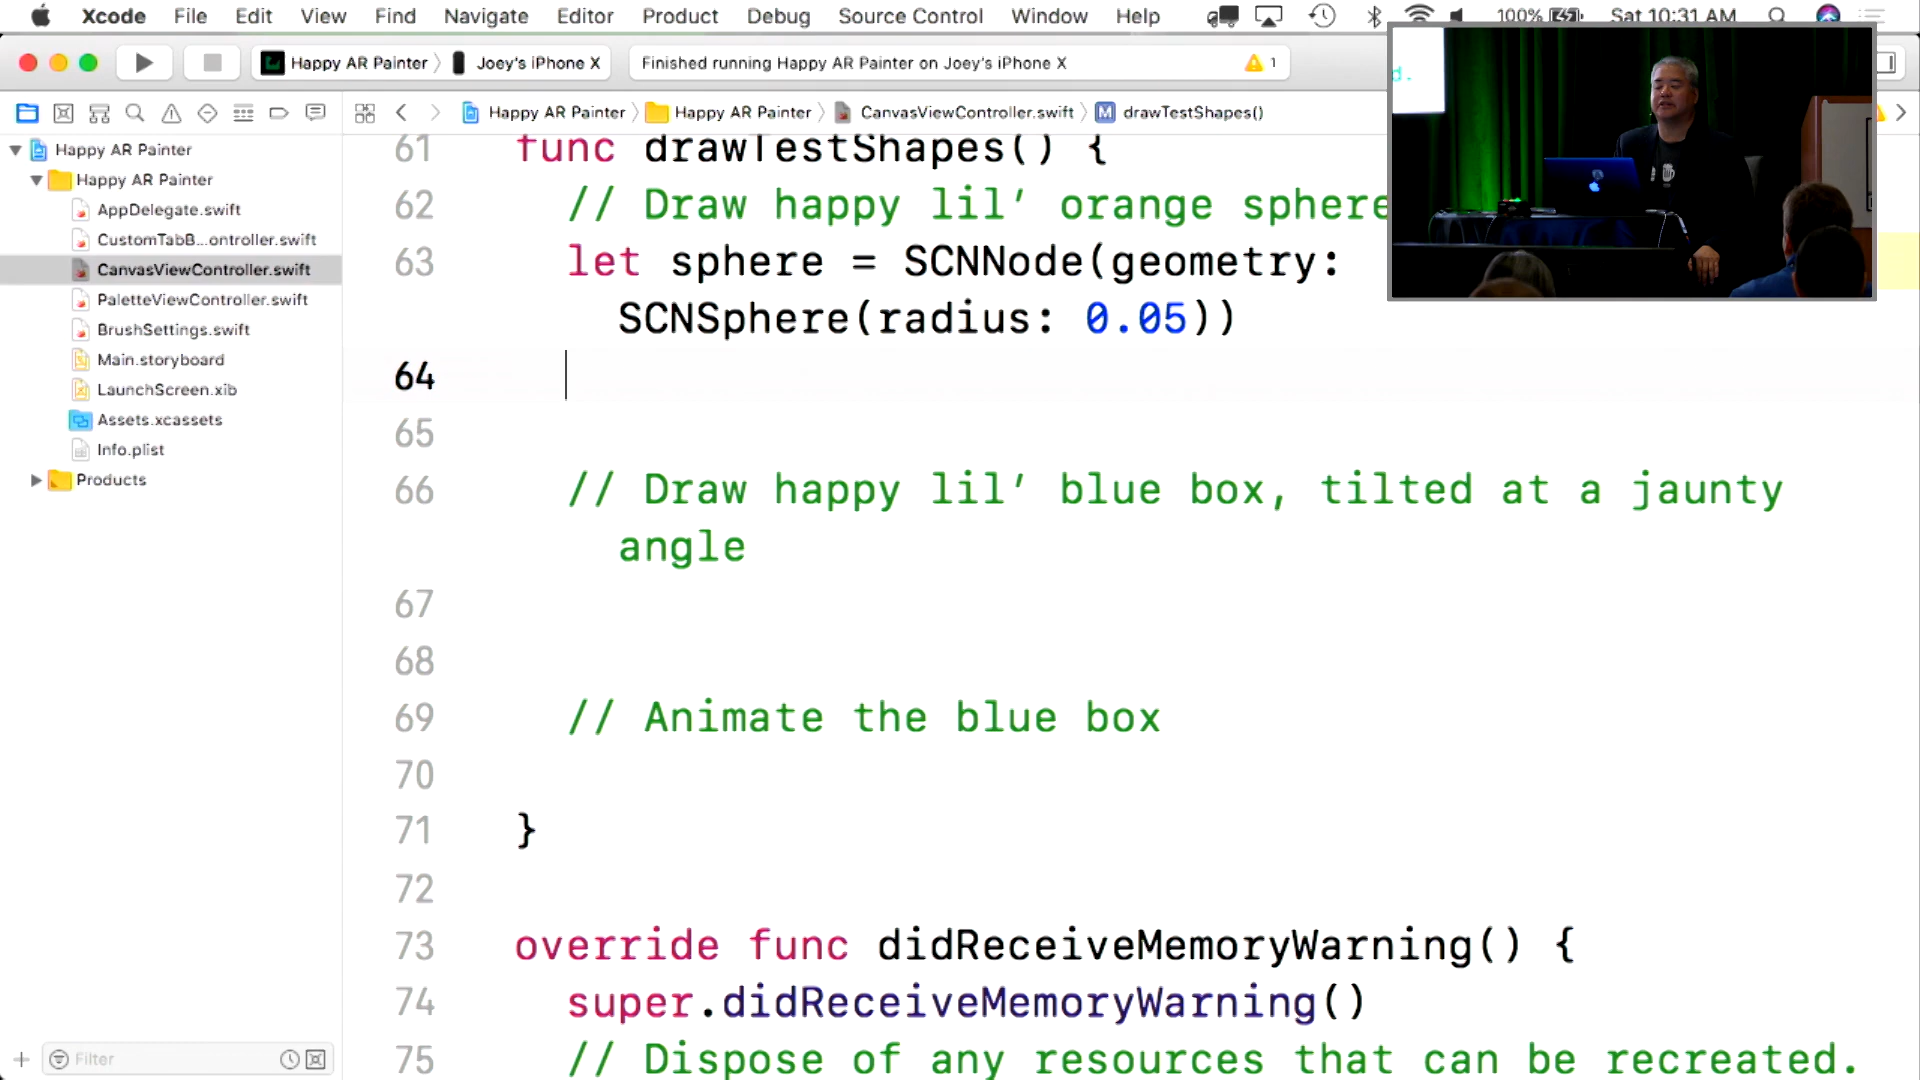 Xcode File Edit View Find Navigate Editor Product Debug Source Control Window Help 100% Sat 10:31 AM
Happy AR Painter Joey's iPhone X Finished running Happy AR Painter on Joey's iPhone X 1
Happy AR Painter Happy AR Painter CanvasViewController.swift M drawTestShapes()
Happy AR Painter
Happy AR Painter
AppDelegate.swift
CustomTabB...ontroller.swift
CanvasViewController.swift
PaletteViewController.swift
BrushSettings.swift
Main.storyboard
LaunchScreen.xib
Assets.xcassets
Info.plist
Products
Filter
61 func drawTestShapes() {
62 // Draw happy lil’ orange sphere
63 let sphere = SCNNode(geometry:
SCNSphere(radius: 0.05))
64
65
66 // Draw happy lil’ blue box, tilted at a jaunty
angle
67
68
69 // Animate the blue box
70
71 }
72
73 override func didReceiveMemoryWarning() {
74 super.didReceiveMemoryWarning()
75 // Dispose of any resources that can be recreated.
d.